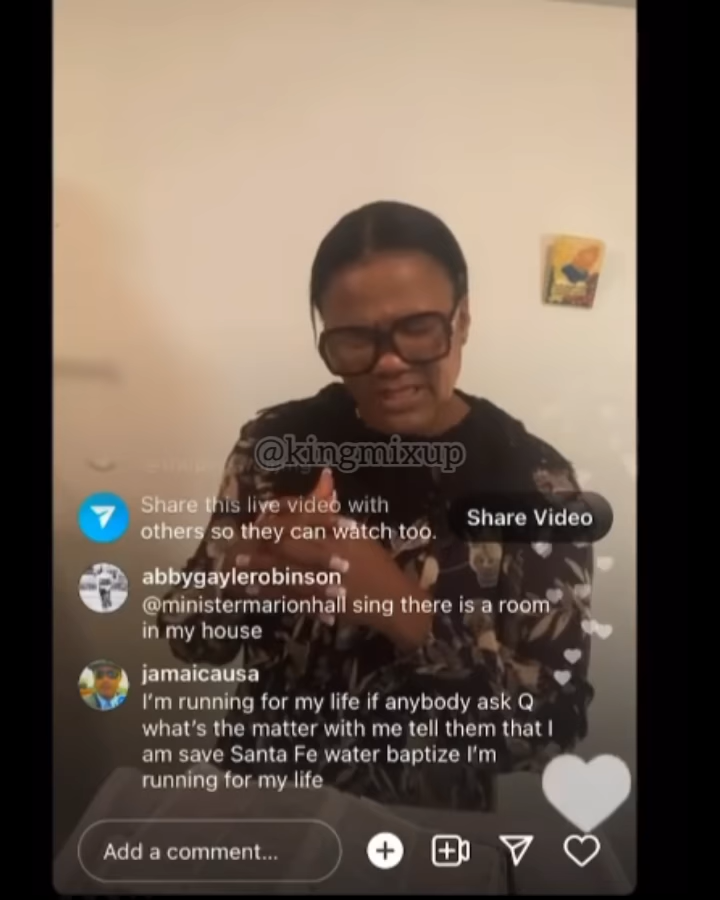 @kingmixup
Share this live video with
others so they can watch too.
Share Video
abbygaylerobinson
@ministermarionhall sing there is a room
in my house
jamaicausa
I'm running for my life if anybody ask Q
what's the matter with me tell them that I
am save Santa Fe water baptize I'm
running for my life
Add a comment...